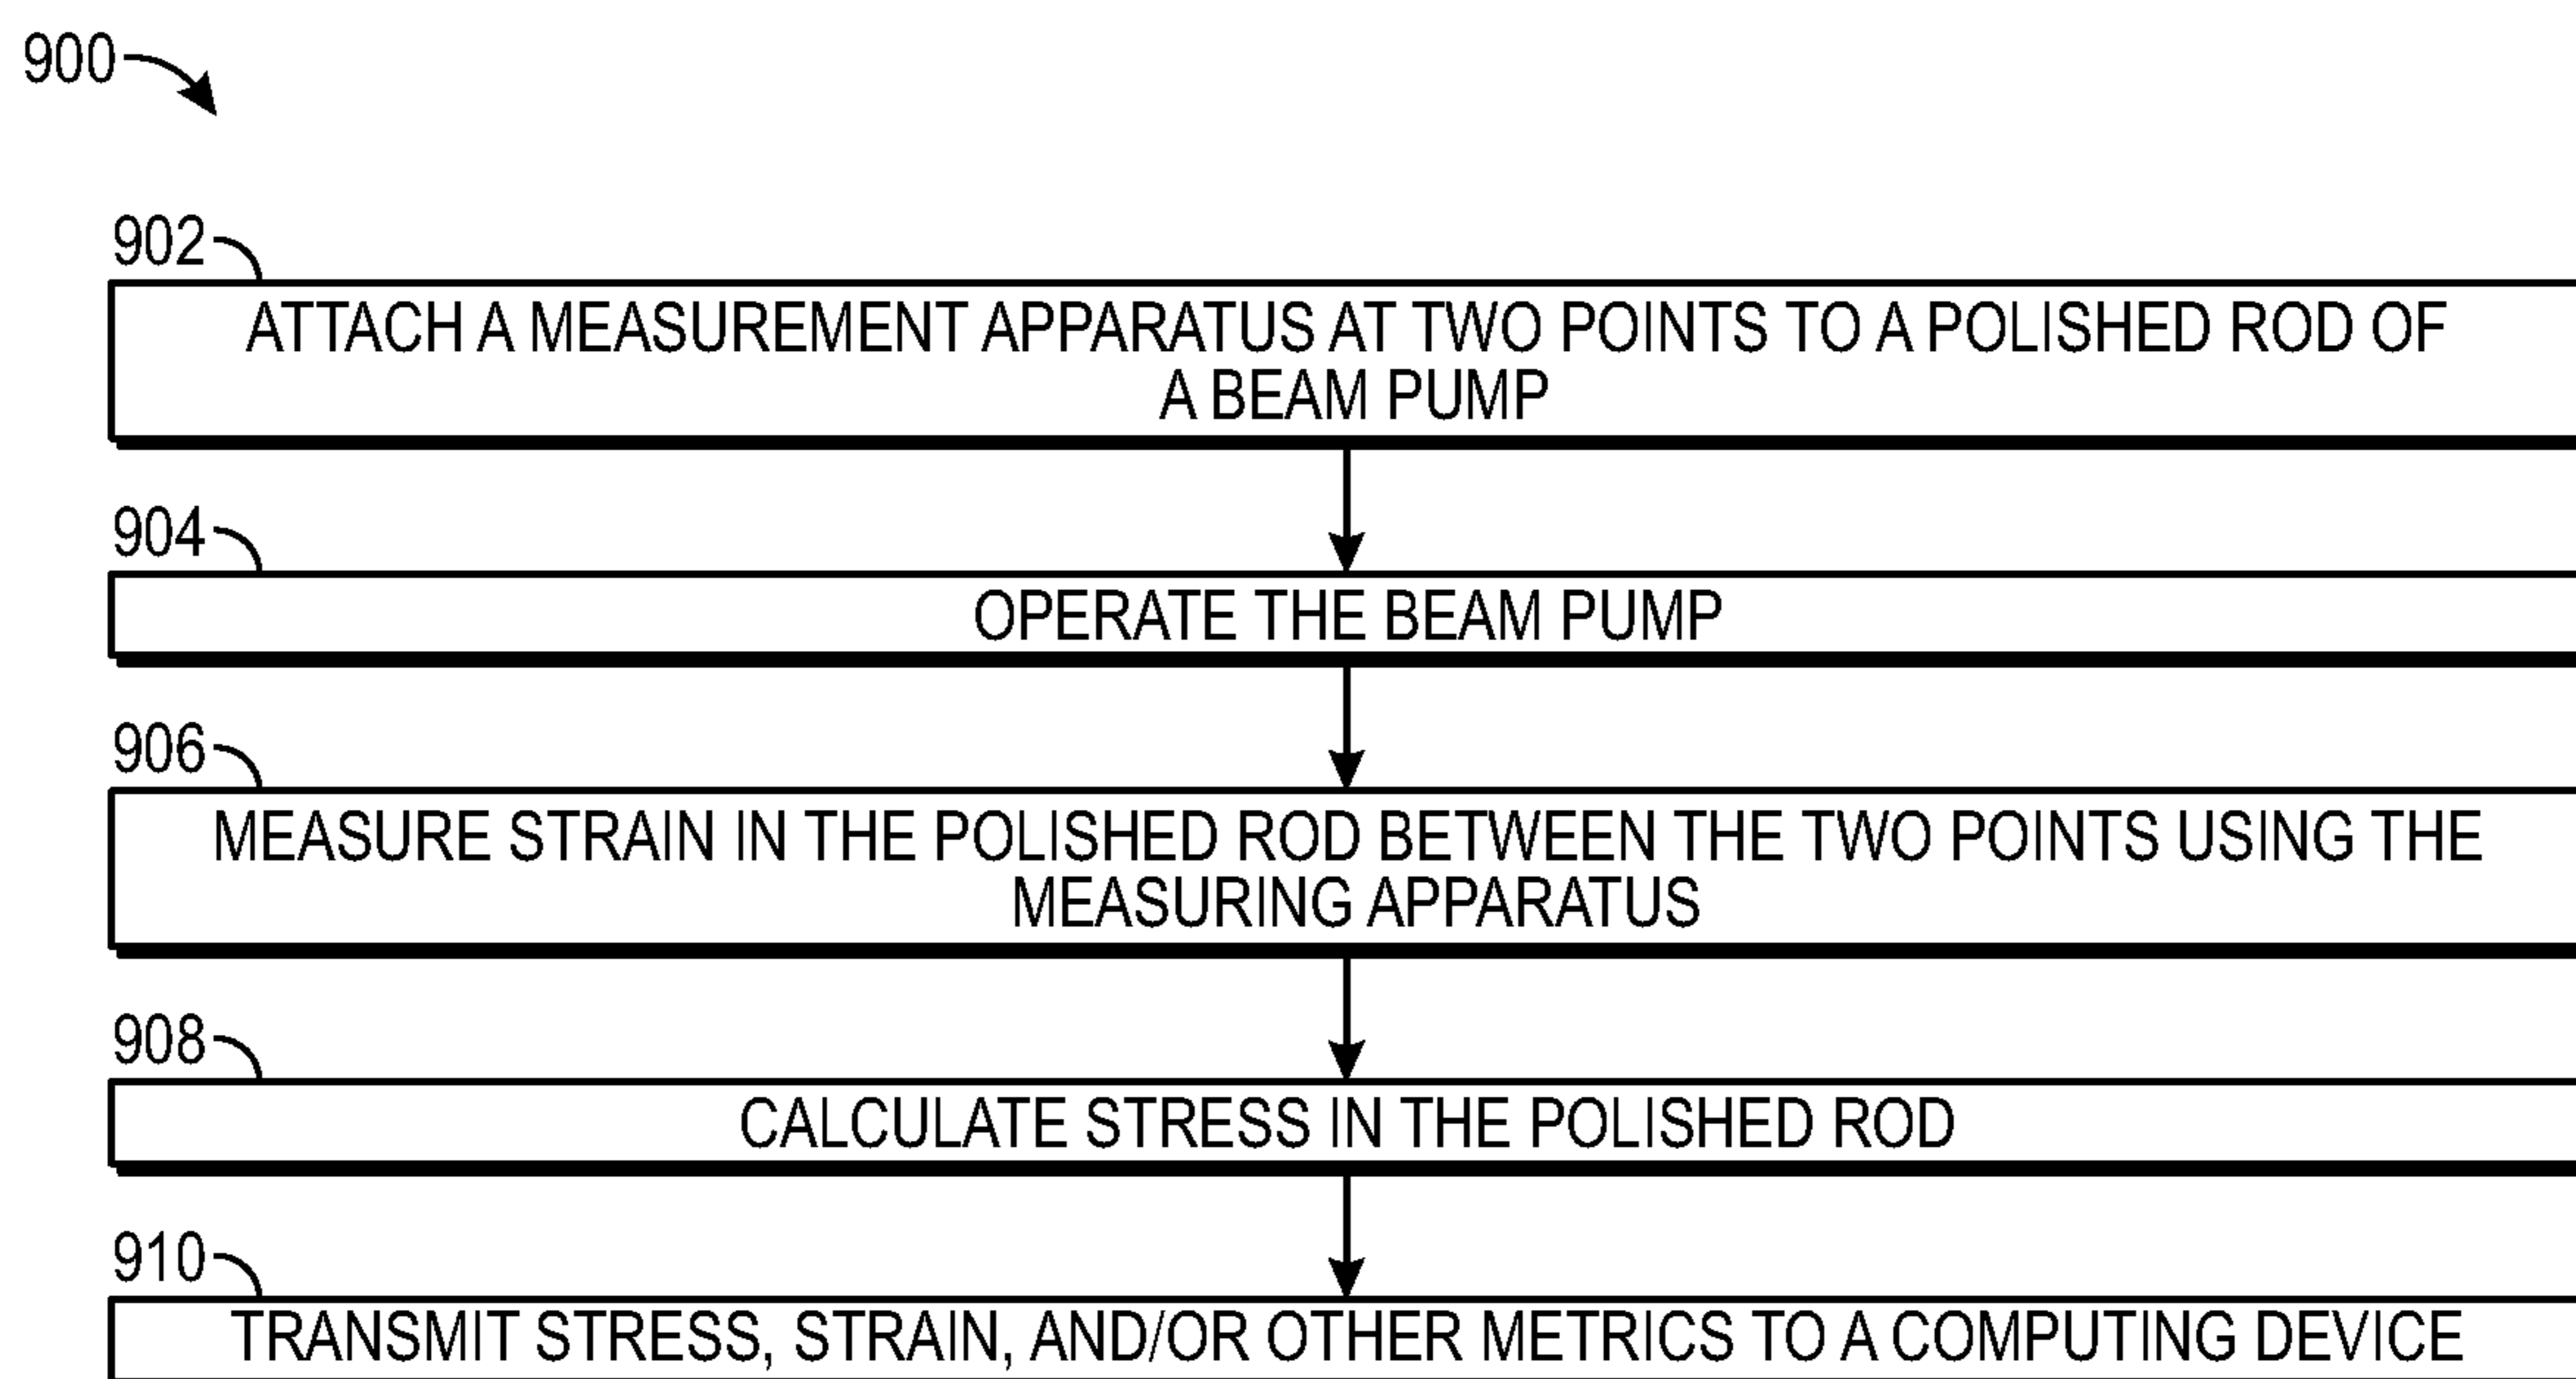 900
902
ATTACH A MEASUREMENT APPARATUS AT TWO POINTS TO A POLISHED ROD OF
A BEAM PUMP
904
OPERATE THE BEAM PUMP
906
MEASURE STRAIN IN THE POLISHED ROD BETWEEN THE TWO POINTS USING THE
MEASURING APPARATUS
908
CALCULATE STRESS IN THE POLISHED ROD
910
TRANSMIT STRESS, STRAIN, AND/OR OTHER METRICS TO A COMPUTING DEVICE